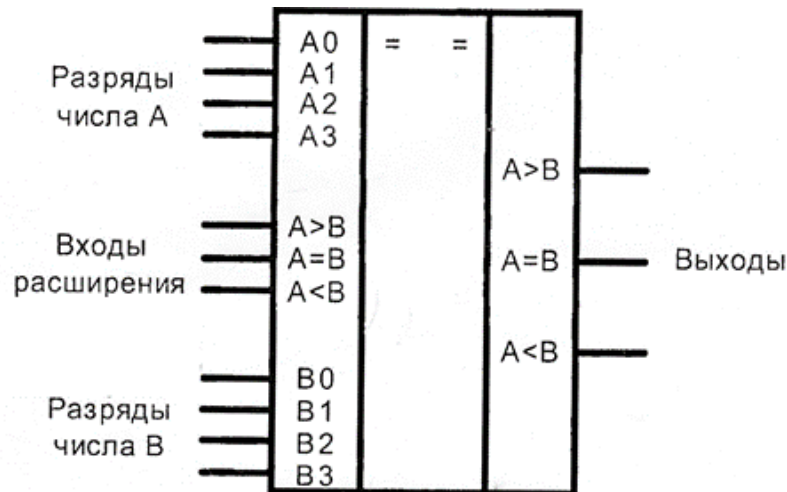 Разряды
числа A
A0
A1
A2
A3
= =
Входы
расширения
A>B
A=B
A<B
Разряды
числа B
B0
B1
B2
B3
A>B
A=B
A<B
Выходы